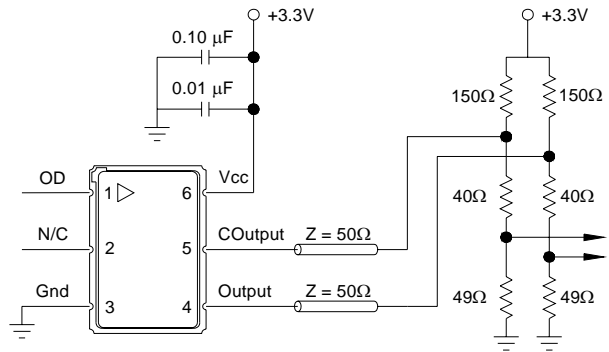 +3.3V
+3.3V
0.10 µF
0.01 µF
150Ω
150Ω
OD
1
6
Vcc
40Ω
40Ω
N/C
2
5
COutput
Z = 50Ω
Gnd
3
4
Output
Z = 50Ω
49Ω
49Ω